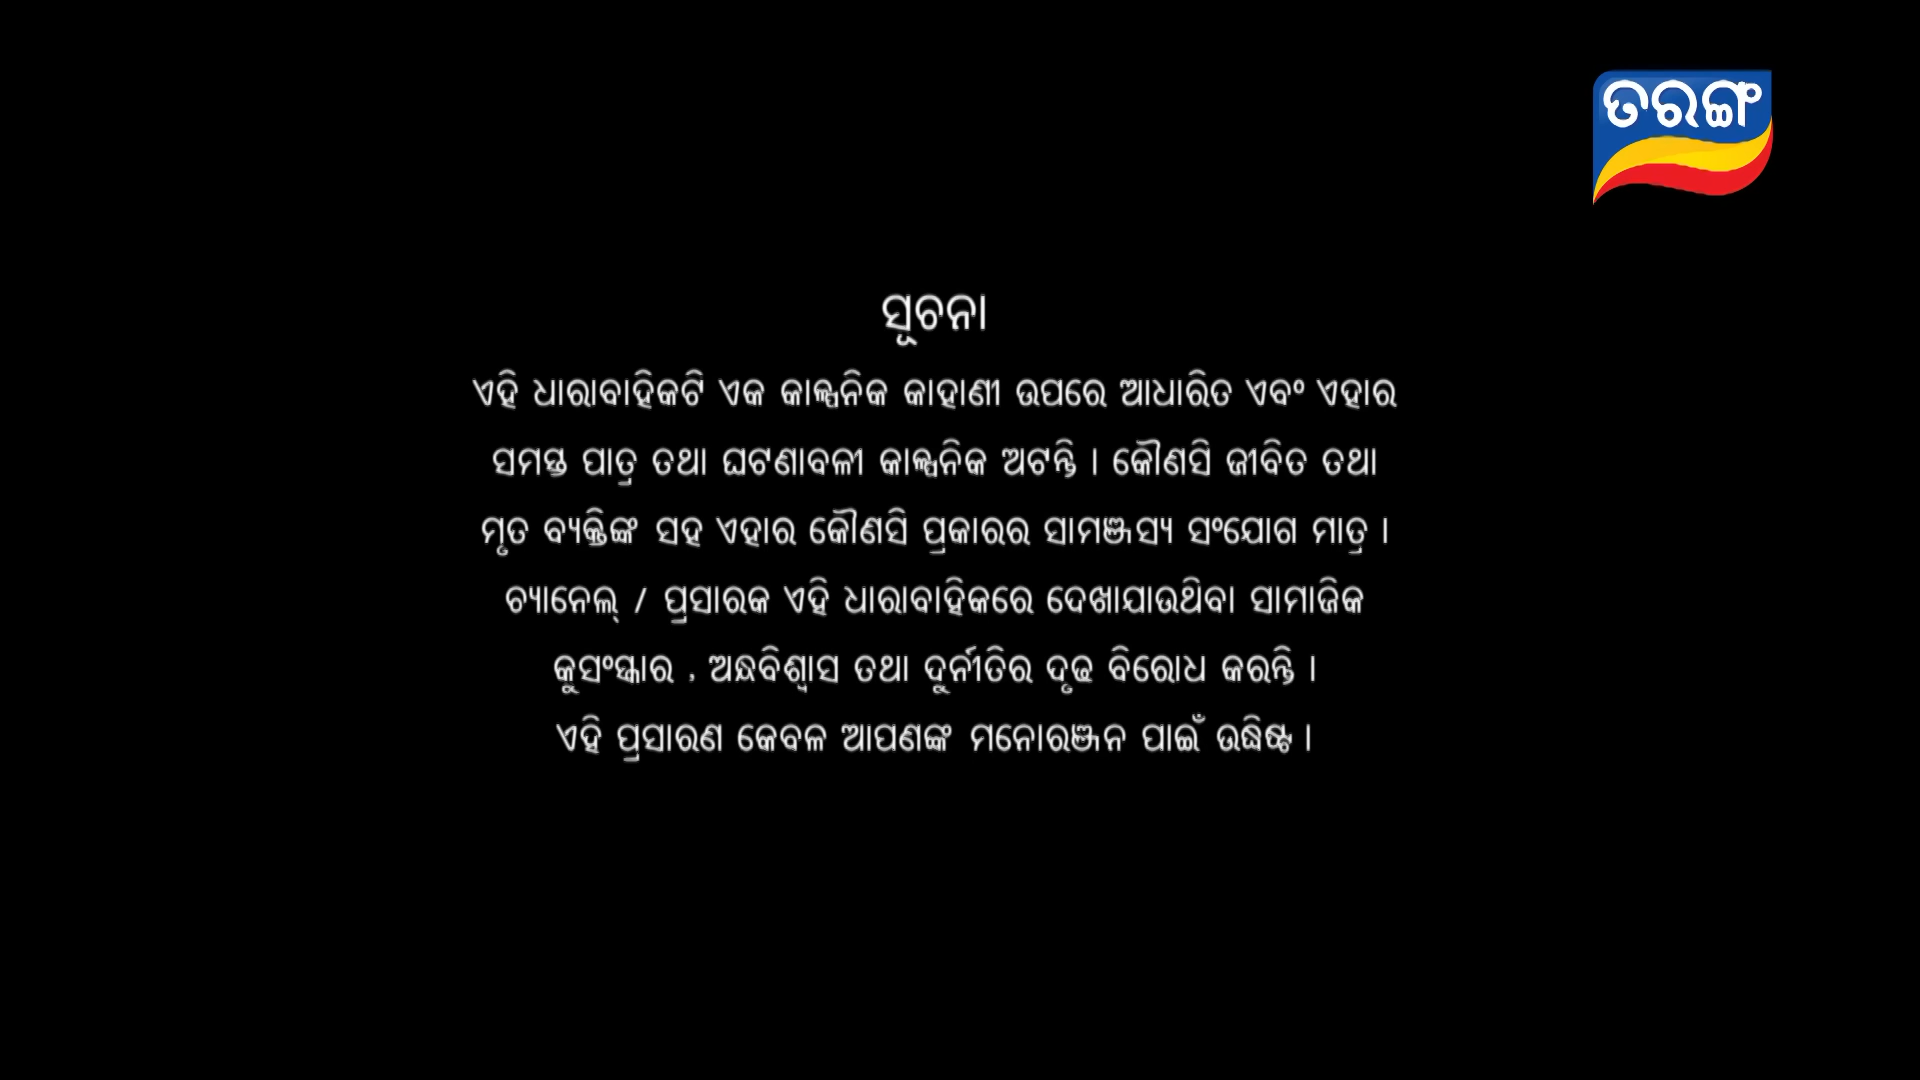 ତରଙ୍ଗ
ସୂଚନା
ଏହି ଧାରାବାହିକଟି ଏକ କାଳ୍ପନିକ କାହାଣୀ ଉପରେ ଆଧାରିତ ଏବଂ ଏହାର
ସମସ୍ତ ପାତ୍ର ତଥା ଘଟଣାବଳୀ କାଳ୍ପନିକ ଅଟନ୍ତି । କୌଣସି ଜୀବିତ ତଥା
ମୃତ ବ୍ୟକ୍ତିଙ୍କ ସହ ଏହାର କୌଣସି ପ୍ରକାରର ସାମଞ୍ଜସ୍ୟ ସଂଯୋଗ ମାତ୍ର ।
ଚ୍ୟାନେଲ୍ / ପ୍ରସାରକ ଏହି ଧାରାବାହିକରେ ଦେଖାଯାଉଥିବା ସାମାଜିକ
କୁସଂସ୍କାର , ଅନ୍ଧବିଶ୍ୱାସ ତଥା ଦୁର୍ନୀତିର ଦୃଢ ବିରୋଧ କରନ୍ତି ।
ଏହି ପ୍ରସାରଣ କେବଳ ଆପଣଙ୍କ ମନୋରଞ୍ଜନ ପାଇଁ ଉଦ୍ଧିଷ୍ଟ ।